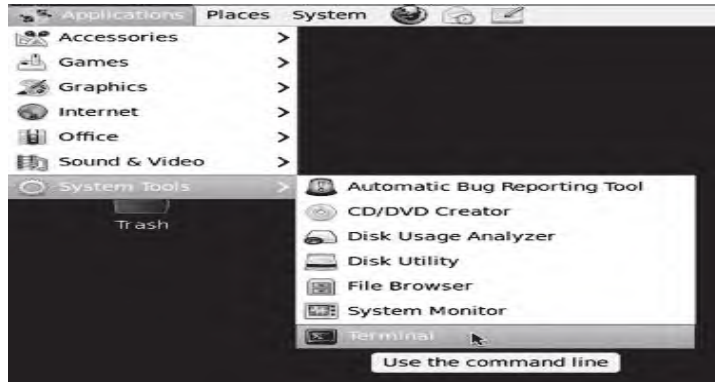 Applications Places System
Accessories >
Games >
Graphics >
Internet >
Office >
Sound & Video >
System Tools >
Trash
Automatic Bug Reporting Tool
CD/DVD Creator
Disk Usage Analyzer
Disk Utility
File Browser
System Monitor
Terminal
Use the command line